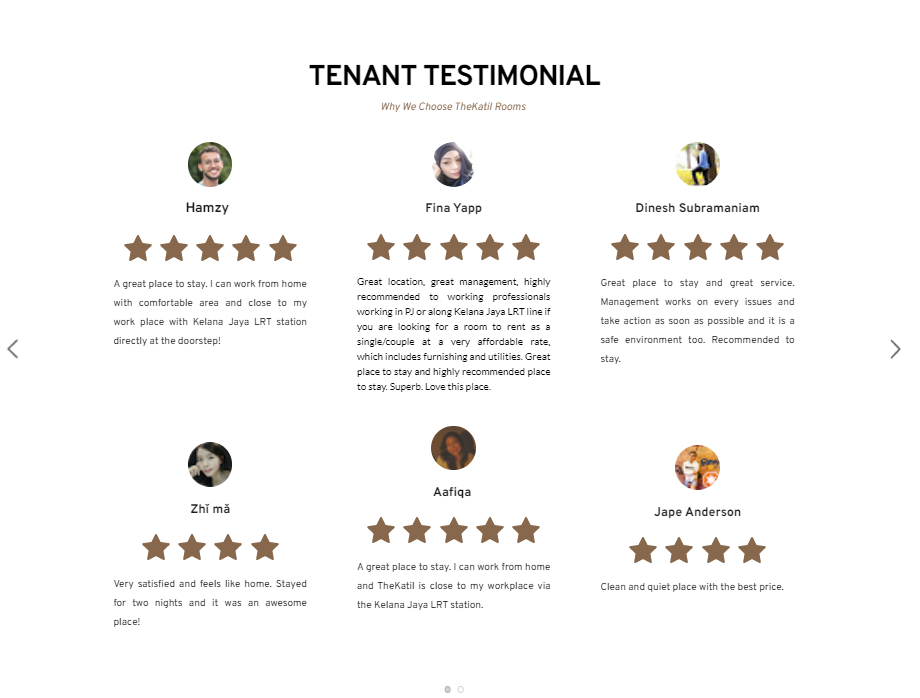 TENANT TESTIMONIAL
Why We Choose TheKatil Rooms
Hamzy
A great place to stay. I can work from home
with comfortable area and close to my
work place with Kelana Jaya LRT station
directly at the doorstep!
Fina Yapp
Great location, great management, highly
recommended to working professionals
working in PJ or along Kelana Jaya LRT line if
you are looking for a room to rent as a
single/couple at a very affordable rate,
which includes furnishing and utilities. Great
place to stay and highly recommended place
to stay. Superb. Love this place.
Dinesh Subramaniam
Great place to stay and great service.
Management works on every issues and
take action as soon as possible and it is a
safe environment too. Recommended to
stay.
Zhǐ mǎ
Very satisfied and feels like home. Stayed
for two nights and it was an awesome
place!
Aafiqa
A great place to stay. I can work from home
and TheKatil is close to my workplace via
the Kelana Jaya LRT station.
Jape Anderson
Clean and quiet place with the best price.